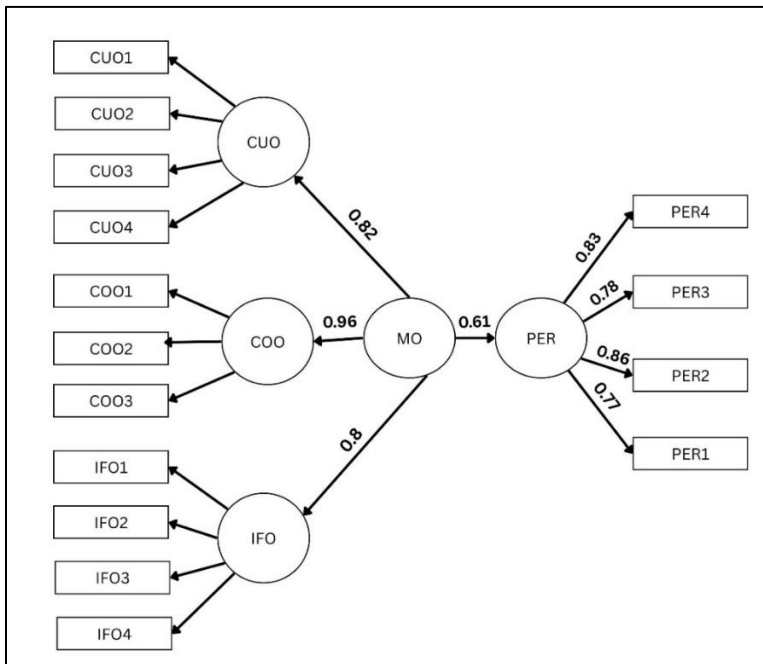 CUO1
CUO2
CUO3
CUO4
CUO
0.82
COO1
COO2
COO3
COO
0.96
MO
0.61
PER
0.83
0.78
0.86
0.77
PER4
PER3
PER2
PER1
0.8
IFO1
IFO2
IFO3
IFO4
IFO